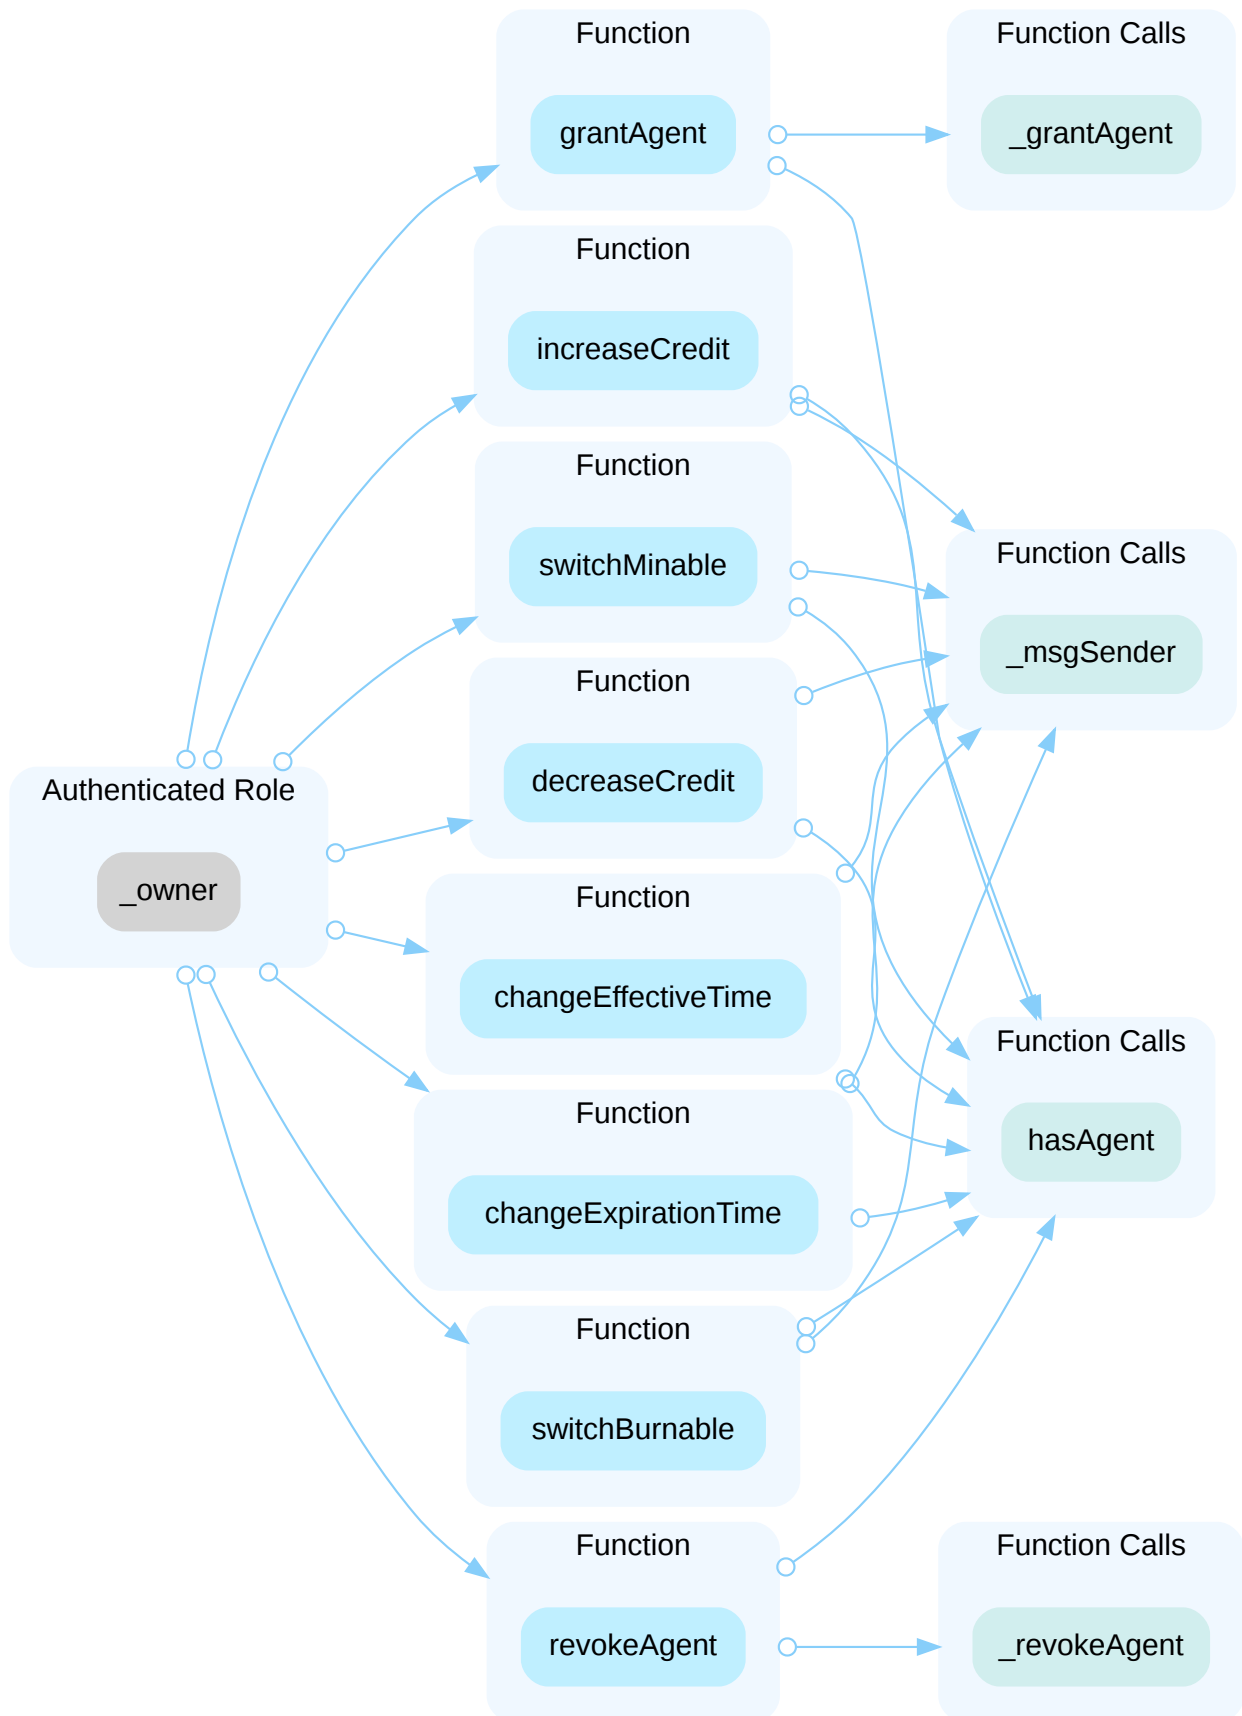 Authenticated Role
_owner
Function
grantAgent
Function
increaseCredit
Function
switchMinable
Function
decreaseCredit
Function
changeEffectiveTime
Function
changeExpirationTime
Function
switchBurnable
Function
revokeAgent
Function Calls
_grantAgent
Function Calls
_msgSender
Function Calls
hasAgent
Function Calls
_revokeAgent